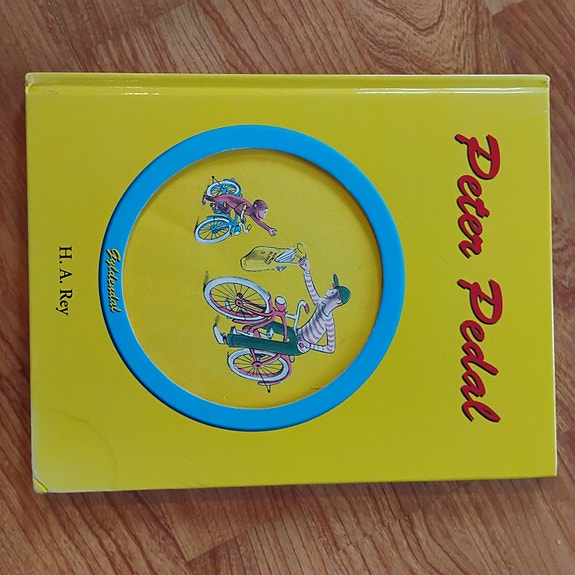 Peter Pedal
Gyldendal
H. A. Rey